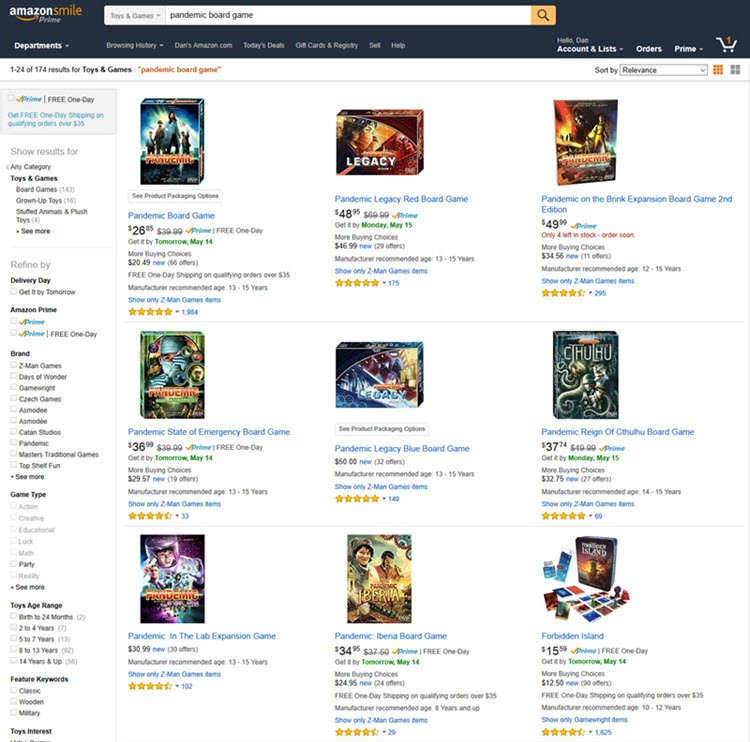 amazonsmile
Prime
Toys & Games
pandemic board game
Departments
Browsing History
Dan's Amazon.com
Today's Deals
Gift Cards & Registry
Sell
Help
Hello, Dan
Account & Lists
Orders
Prime
1
1-24 of 174 results for Toys & Games : "pandemic board game"
Sort by Relevance
Prime | FREE One-Day
Get FREE One-Day Shipping on
qualifying orders over $35
Show results for
Any Category
Toys & Games
Board Games (143)
Grown-Up Toys (16)
Stuffed Animals & Plush
Toys (4)
+ See more
Refine by
Delivery Day
Get It by Tomorrow
Amazon Prime
Prime
Prime | FREE One-Day
Brand
Z-Man Games
Days of Wonder
Gamewright
Czech Games
Asmodee
Asmodée
Catan Studios
Pandemic
Masters Traditional Games
Top Shelf Fun
+ See more
Game Type
Action
Creative
Educational
Luck
Math
Party
Reality
+ See more
Toys Age Range
Birth to 24 Months (2)
2 to 4 Years (7)
5 to 7 Years (13)
8 to 13 Years (92)
14 Years & Up (56)
Feature Keywords
Classic
Wooden
Military
Toys Interest
PANDEMIC
See Product Packaging Options
Pandemic Board Game
$2685 $39.99 Prime | FREE One-Day
Get it by Tomorrow, May 14
More Buying Choices
$20.49 new (66 offers)
FREE One-Day Shipping on qualifying orders over $35
Manufacturer recommended age: 13 - 15 Years
Show only Z-Man Games items
1,984
PANDEMIC
LEGACY
Pandemic Legacy Red Board Game
$4895 $69.99 Prime
Get it by Monday, May 15
More Buying Choices
$46.99 new (29 offers)
Manufacturer recommended age: 13 - 15 Years
Show only Z-Man Games items
175
PANDEMIC
Pandemic on the Brink Expansion Board Game 2nd
Edition
$4999 Prime
Only 4 left in stock - order soon
More Buying Choices
$34.56 new (11 offers)
Manufacturer recommended age: 12 - 15 Years
Show only Z-Man Games items
295
PANDEMIC
Pandemic State of Emergency Board Game
$3699 $39.99 Prime | FREE One-Day
Get it by Tomorrow, May 14
More Buying Choices
$29.57 new (19 offers)
Manufacturer recommended age: 13 - 15 Years
Show only Z-Man Games items
33
PANDEMIC
LEGACY
See Product Packaging Options
Pandemic Legacy Blue Board Game
$50.00 new (32 offers)
Manufacturer recommended age: 13 - 15 Years
Show only Z-Man Games items
149
CTHULHU
Pandemic Reign Of Cthulhu Board Game
$3774 $49.99 Prime
Get it by Monday, May 15
More Buying Choices
$32.75 new (27 offers)
Manufacturer recommended age: 14 - 15 Years
Show only Z-Man Games items
69
PANDEMIC
Pandemic: In The Lab Expansion Game
$30.99 new (30 offers)
Manufacturer recommended age: 13 - 15 Years
Show only Z-Man Games items
102
PANDEMIC
IBERIA
Pandemic: Iberia Board Game
$3495 $37.50 Prime | FREE One-Day
Get it by Tomorrow, May 14
More Buying Choices
$24.95 new (24 offers)
FREE One-Day Shipping on qualifying orders over $35
Manufacturer recommended age: 8 Years and up
Show only Z-Man Games items
29
FORBIDDEN
ISLAND
Forbidden Island
$1599 Prime | FREE One-Day
Get it by Tomorrow, May 14
More Buying Choices
$12.50 new (90 offers)
FREE One-Day Shipping on qualifying orders over $35
Manufacturer recommended age: 10 - 12 Years
Show only Gamewright items
1,625